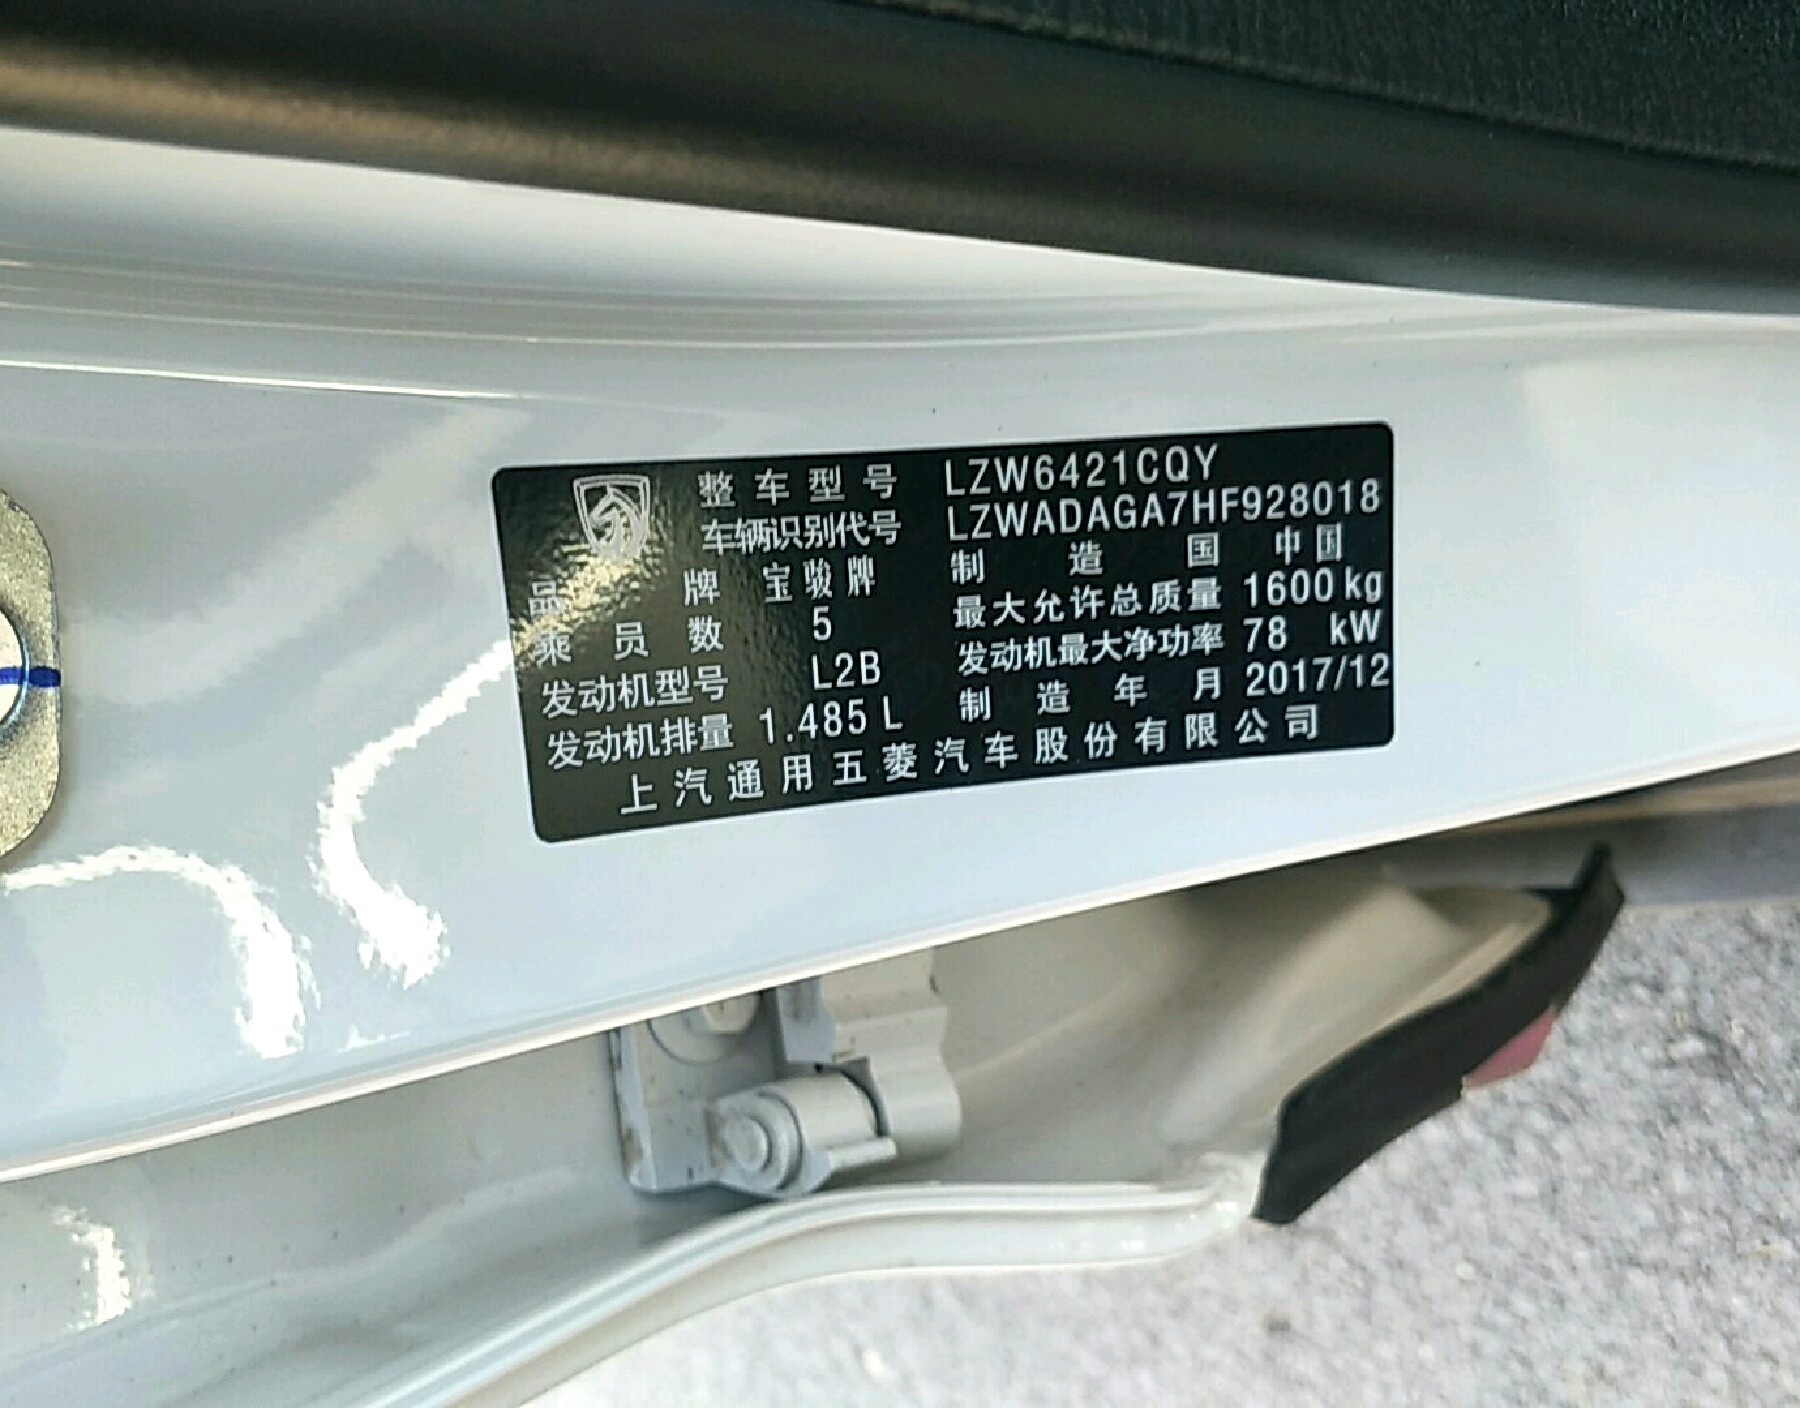 整车型号 LZW6421CQY
车辆识别代号 LZWADAGA7HF928018
品牌 宝骏牌 制造国 中国
乘员数 5 最大允许总质量 1600 kg
发动机型号 L2B 发动机最大净功率 78 kW
发动机排量 1.485 L 制造年月 2017/12
上汽通用五菱汽车股份有限公司